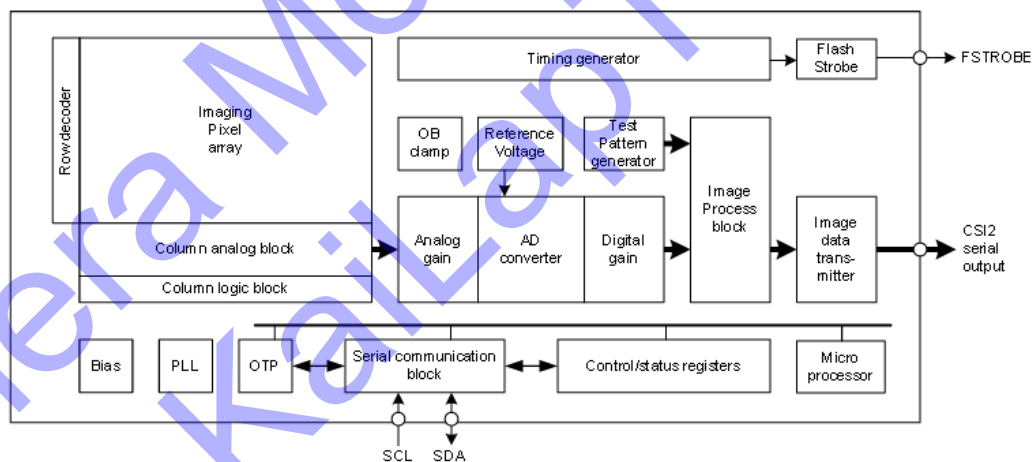 Timing generator
Flash
Strobe
FSTROBE
Rowdecoder
Imaging
Pixel
array
OB
clamp
Reference
Voltage
Test
Pattern
generator
Image
Process
block
Column analog block
Analog
gain
AD
converter
Digital
gain
Image
data
trans-
mitter
CSI2
serial
output
Column logic block
Bias
PLL
OTP
Serial communication
block
Control/status registers
Micro
processor
SCL
SDA
KaiLap